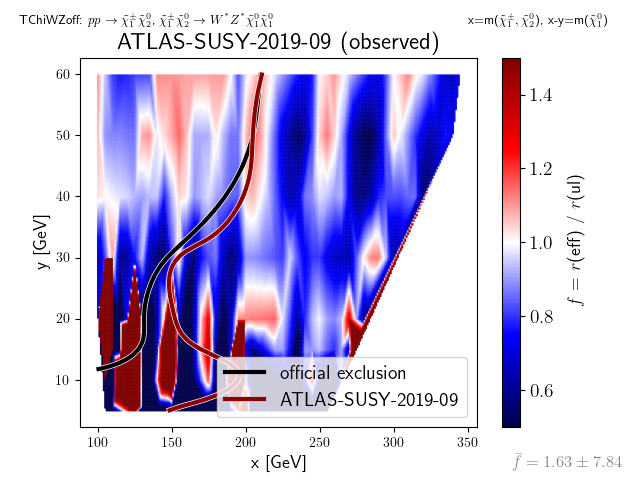 TChiWZoff: $pp \to \tilde{\chi}_1^{\pm}\tilde{\chi}_2^0, \tilde{\chi}_1^{\pm}\tilde{\chi}_2^0 \to W^*Z^*\tilde{\chi}_1^0\tilde{\chi}_1^0$ x=m($\tilde{\chi}_1^{\pm}, \tilde{\chi}_2^0$), x-y=m($\tilde{\chi}_1^0$)
ATLAS-SUSY-2019-09 (observed)
y [GeV]
60
50
40
30
20
10
100 150 200 250 300 350
x [GeV]
official exclusion
ATLAS-SUSY-2019-09
1.4
1.2
1.0
0.8
0.6
f = r(eff) / r(ul)
$\bar{f}$ = 1.63 ± 7.84